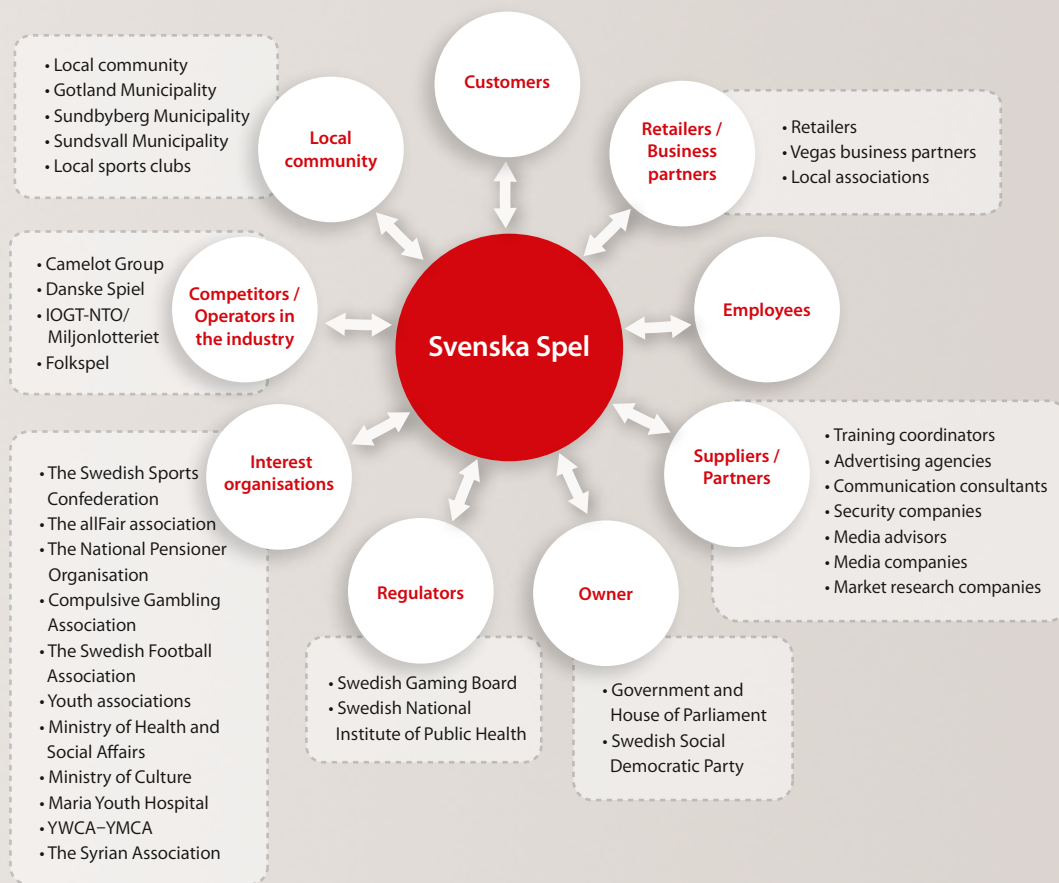 Customers
Local
community
• Local community
• Gotland Municipality
• Sundbyberg Municipality
• Sundsvall Municipality
• Local sports clubs
Retailers /
Business
partners
• Retailers
• Vegas business partners
• Local associations
Competitors /
Operators in
the industry
• Camelot Group
• Danske Spiel
• IOGT-NTO/
Miljonlotteriet
• Folkspel
Svenska Spel
Employees
Interest
organisations
• The Swedish Sports
Confederation
• The allFair association
• The National Pensioner
Organisation
• Compulsive Gambling
Association
• The Swedish Football
Association
• Youth associations
• Ministry of Health and
Social Affairs
• Ministry of Culture
• Maria Youth Hospital
• YWCA–YMCA
• The Syrian Association
Suppliers /
Partners
• Training coordinators
• Advertising agencies
• Communication consultants
• Security companies
• Media advisors
• Media companies
• Market research companies
Regulators
• Swedish Gaming Board
• Swedish National
Institute of Public Health
Owner
• Government and
House of Parliament
• Swedish Social
Democratic Party